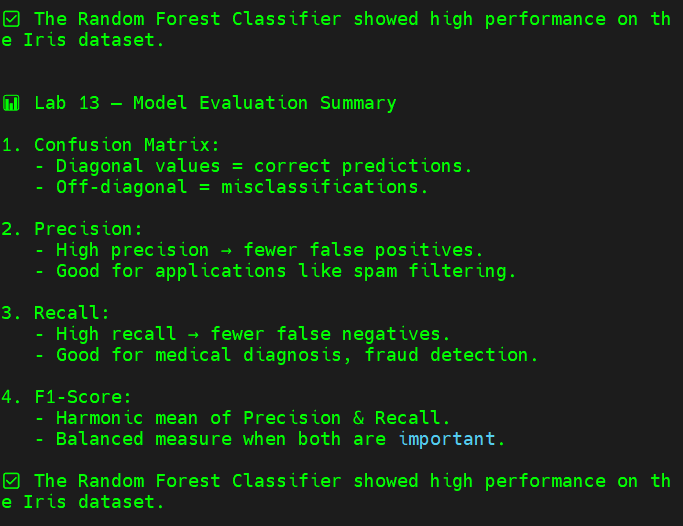 ☑ The Random Forest Classifier showed high performance on th
e Iris dataset.
📊 Lab 13 – Model Evaluation Summary
1. Confusion Matrix:
- Diagonal values = correct predictions.
- Off-diagonal = misclassifications.
2. Precision:
- High precision → fewer false positives.
- Good for applications like spam filtering.
3. Recall:
- High recall → fewer false negatives.
- Good for medical diagnosis, fraud detection.
4. F1-Score:
- Harmonic mean of Precision & Recall.
- Balanced measure when both are important.
☑ The Random Forest Classifier showed high performance on th
e Iris dataset.